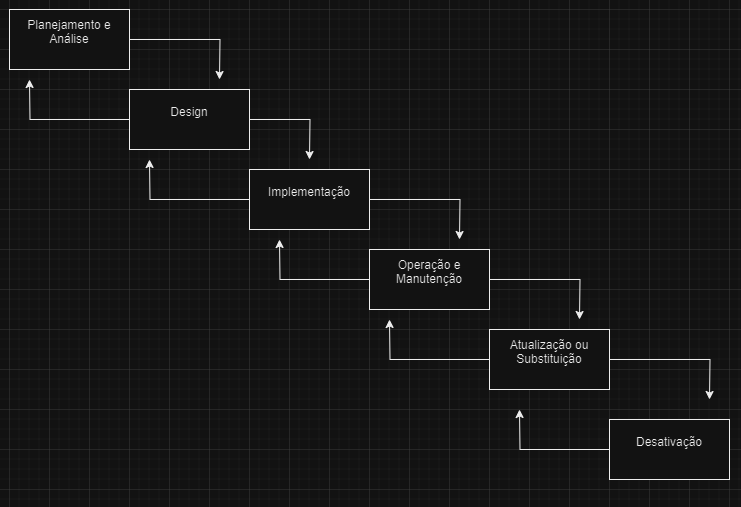 Planejamento e
Análise
Design
Implementação
Operação e
Manutenção
Atualização ou
Substituição
Desativação